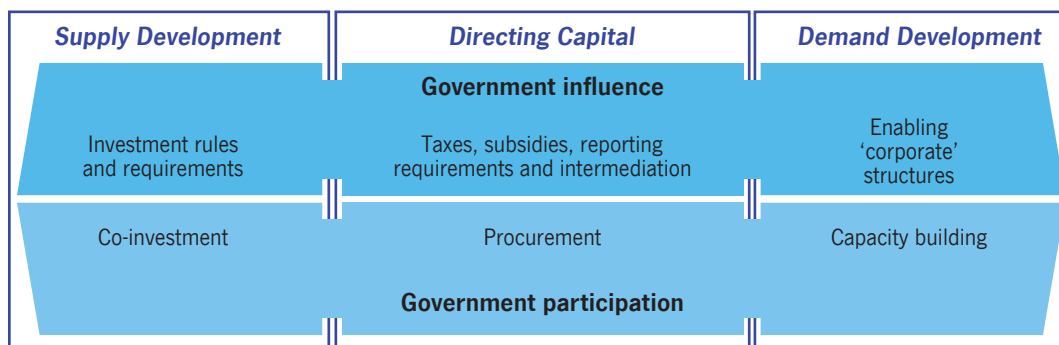 Supply Development
Directing Capital
Demand Development
Government influence
Investment rules
and requirements
Taxes, subsidies, reporting
requirements and intermediation
Enabling
‘corporate’
structures
Co-investment
Procurement
Capacity building
Government participation